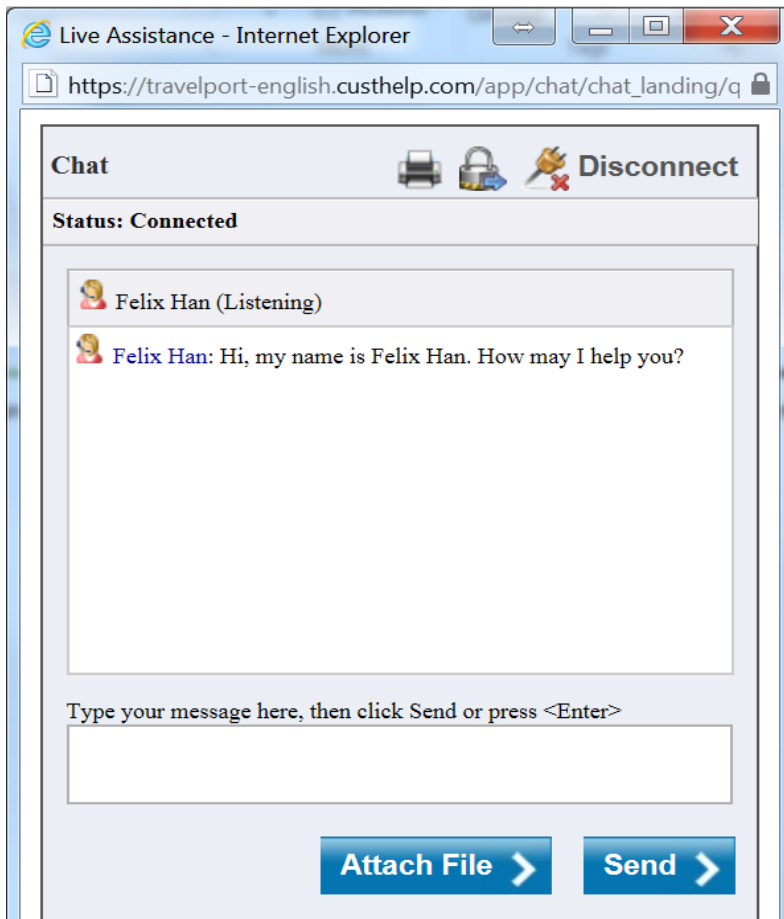 Live Assistance - Internet Explorer
https://travelport-english.custhelp.com/app/chat/chat_landing/q
Chat
Disconnect
Status: Connected
Felix Han (Listening)
Felix Han: Hi, my name is Felix Han. How may I help you?
Type your message here, then click Send or press <Enter>
Attach File
Send